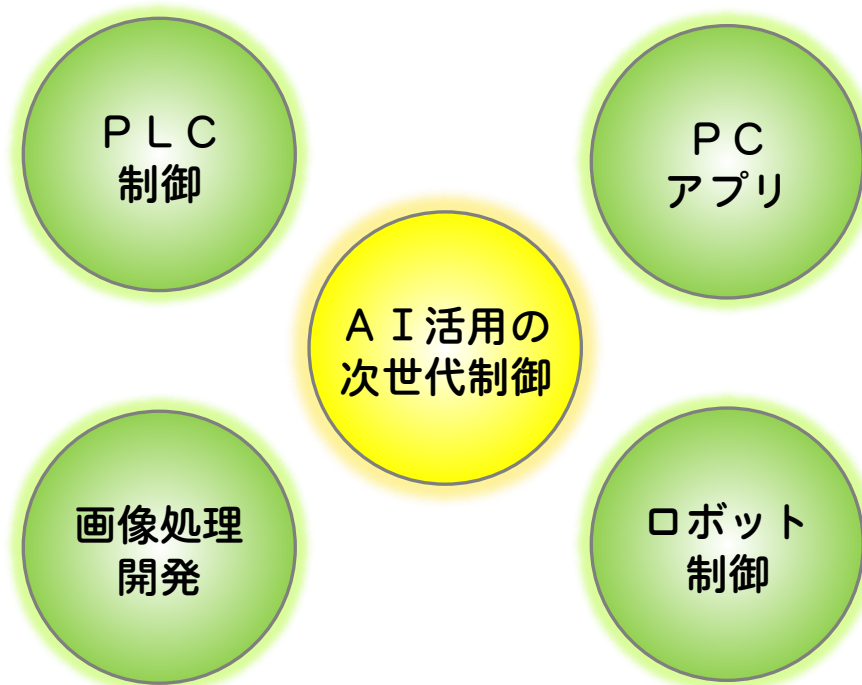 ＰＬＣ
制御
ＰＣ
アプリ
ＡＩ活用の
次世代制御
画像処理
開発
ロボット
制御